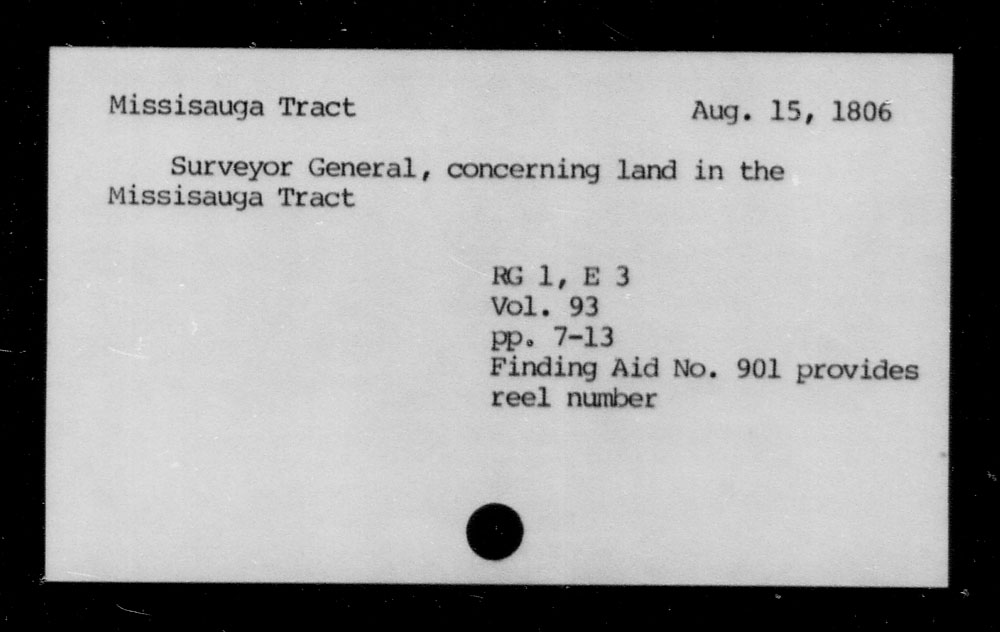 Missisauga Tract Aug. 15, 1806
Surveyor General, concerning land in the
Missisauga Tract
RG 1, E 3
Vol. 93
pp. 7-13
Finding Aid No. 901 provides
reel number